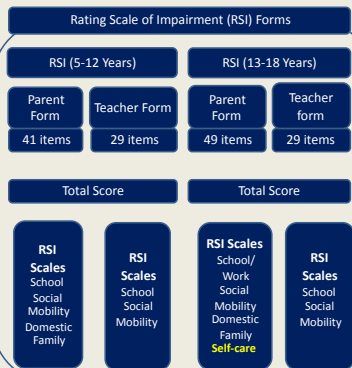 Rating Scale of Impairment (RSI) Forms
RSI (5-12 Years)
RSI (13-18 Years)
Parent
Form
Teacher Form
Parent
Form
Teacher
form
41 items
29 items
49 items
29 items
Total Score
Total Score
RSI
Scales
School
Social
Mobility
Domestic
Family
RSI
Scales
School
Social
Mobility
RSI Scales
School/
Work
Social
Mobility
Domestic
Family
Self-care
RSI
Scales
School
Social
Mobility